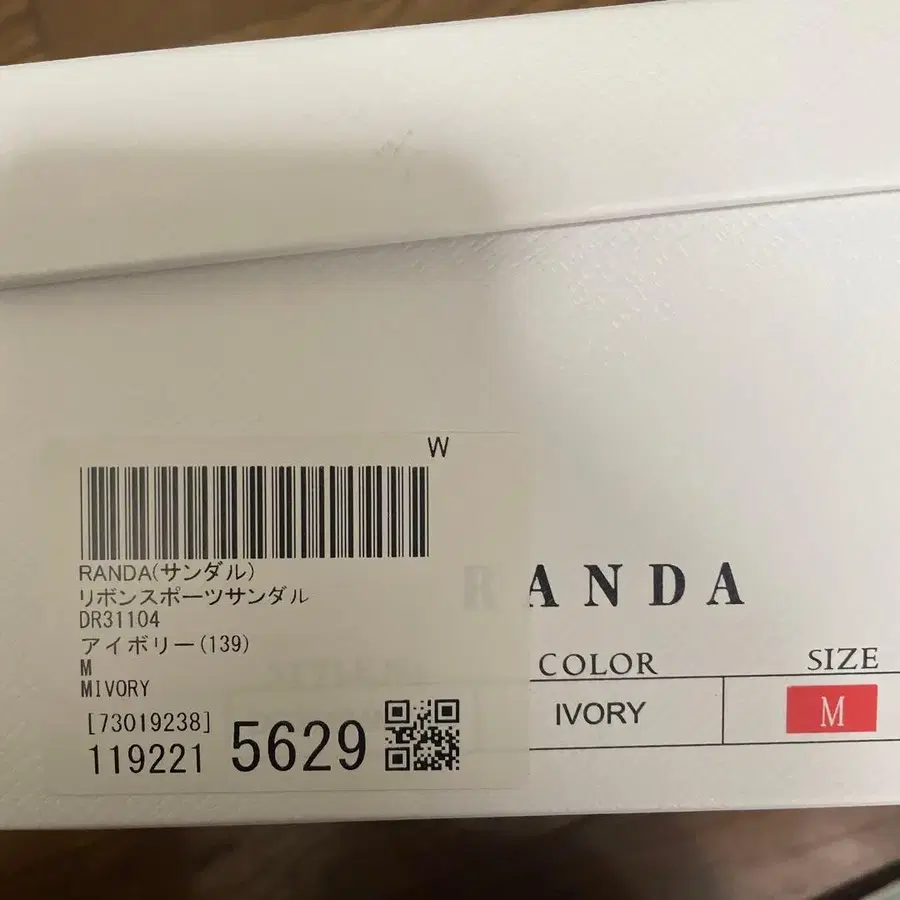 W
RANDA(サンダル)
リボンスポーツサンダル
DR31104
アイボリー(139)
M
MIVORY
[73019238]
119221 5629
RANDA
COLOR SIZE
IVORY M